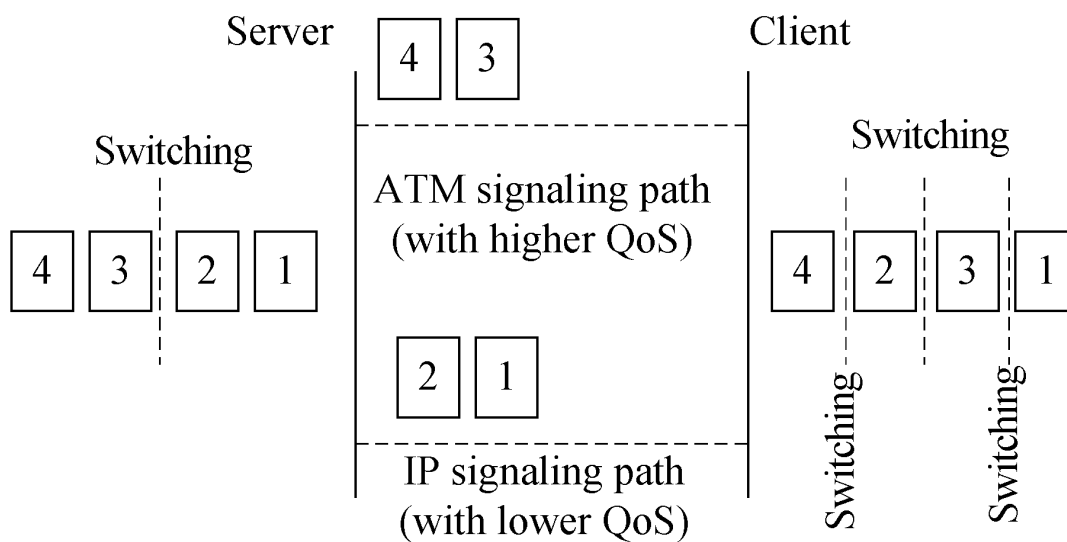 Server
4 3
Client
Switching
Switching
ATM signaling path
(with higher QoS)
4 3 2 1
4 2 3 1
2 1
Switching
Switching
IP signaling path
(with lower QoS)